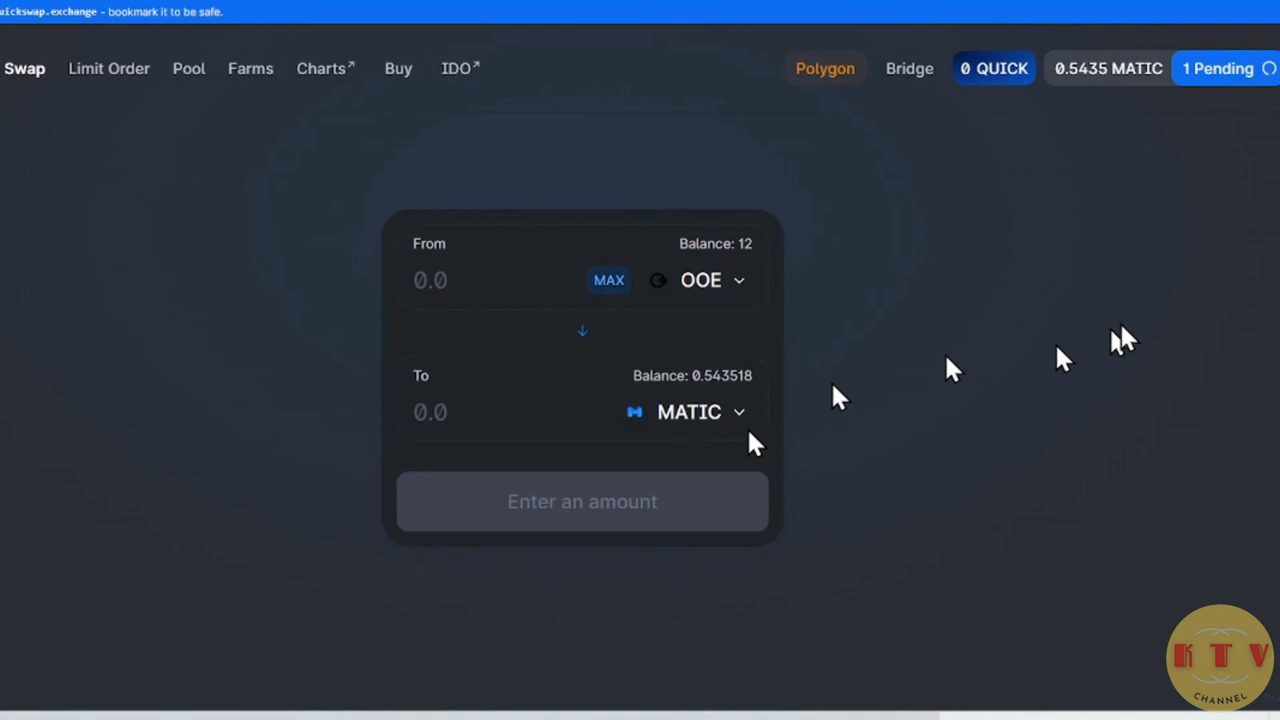 uickswap.exchange - bookmark it to be safe.
Swap Limit Order Pool Farms Charts↗ Buy IDO↗ Polygon Bridge 0 QUICK 0.5435 MATIC 1 Pending
From Balance: 12
0.0 MAX OOE
To Balance: 0.543518
0.0 MATIC
Enter an amount
KTV
CHANNEL